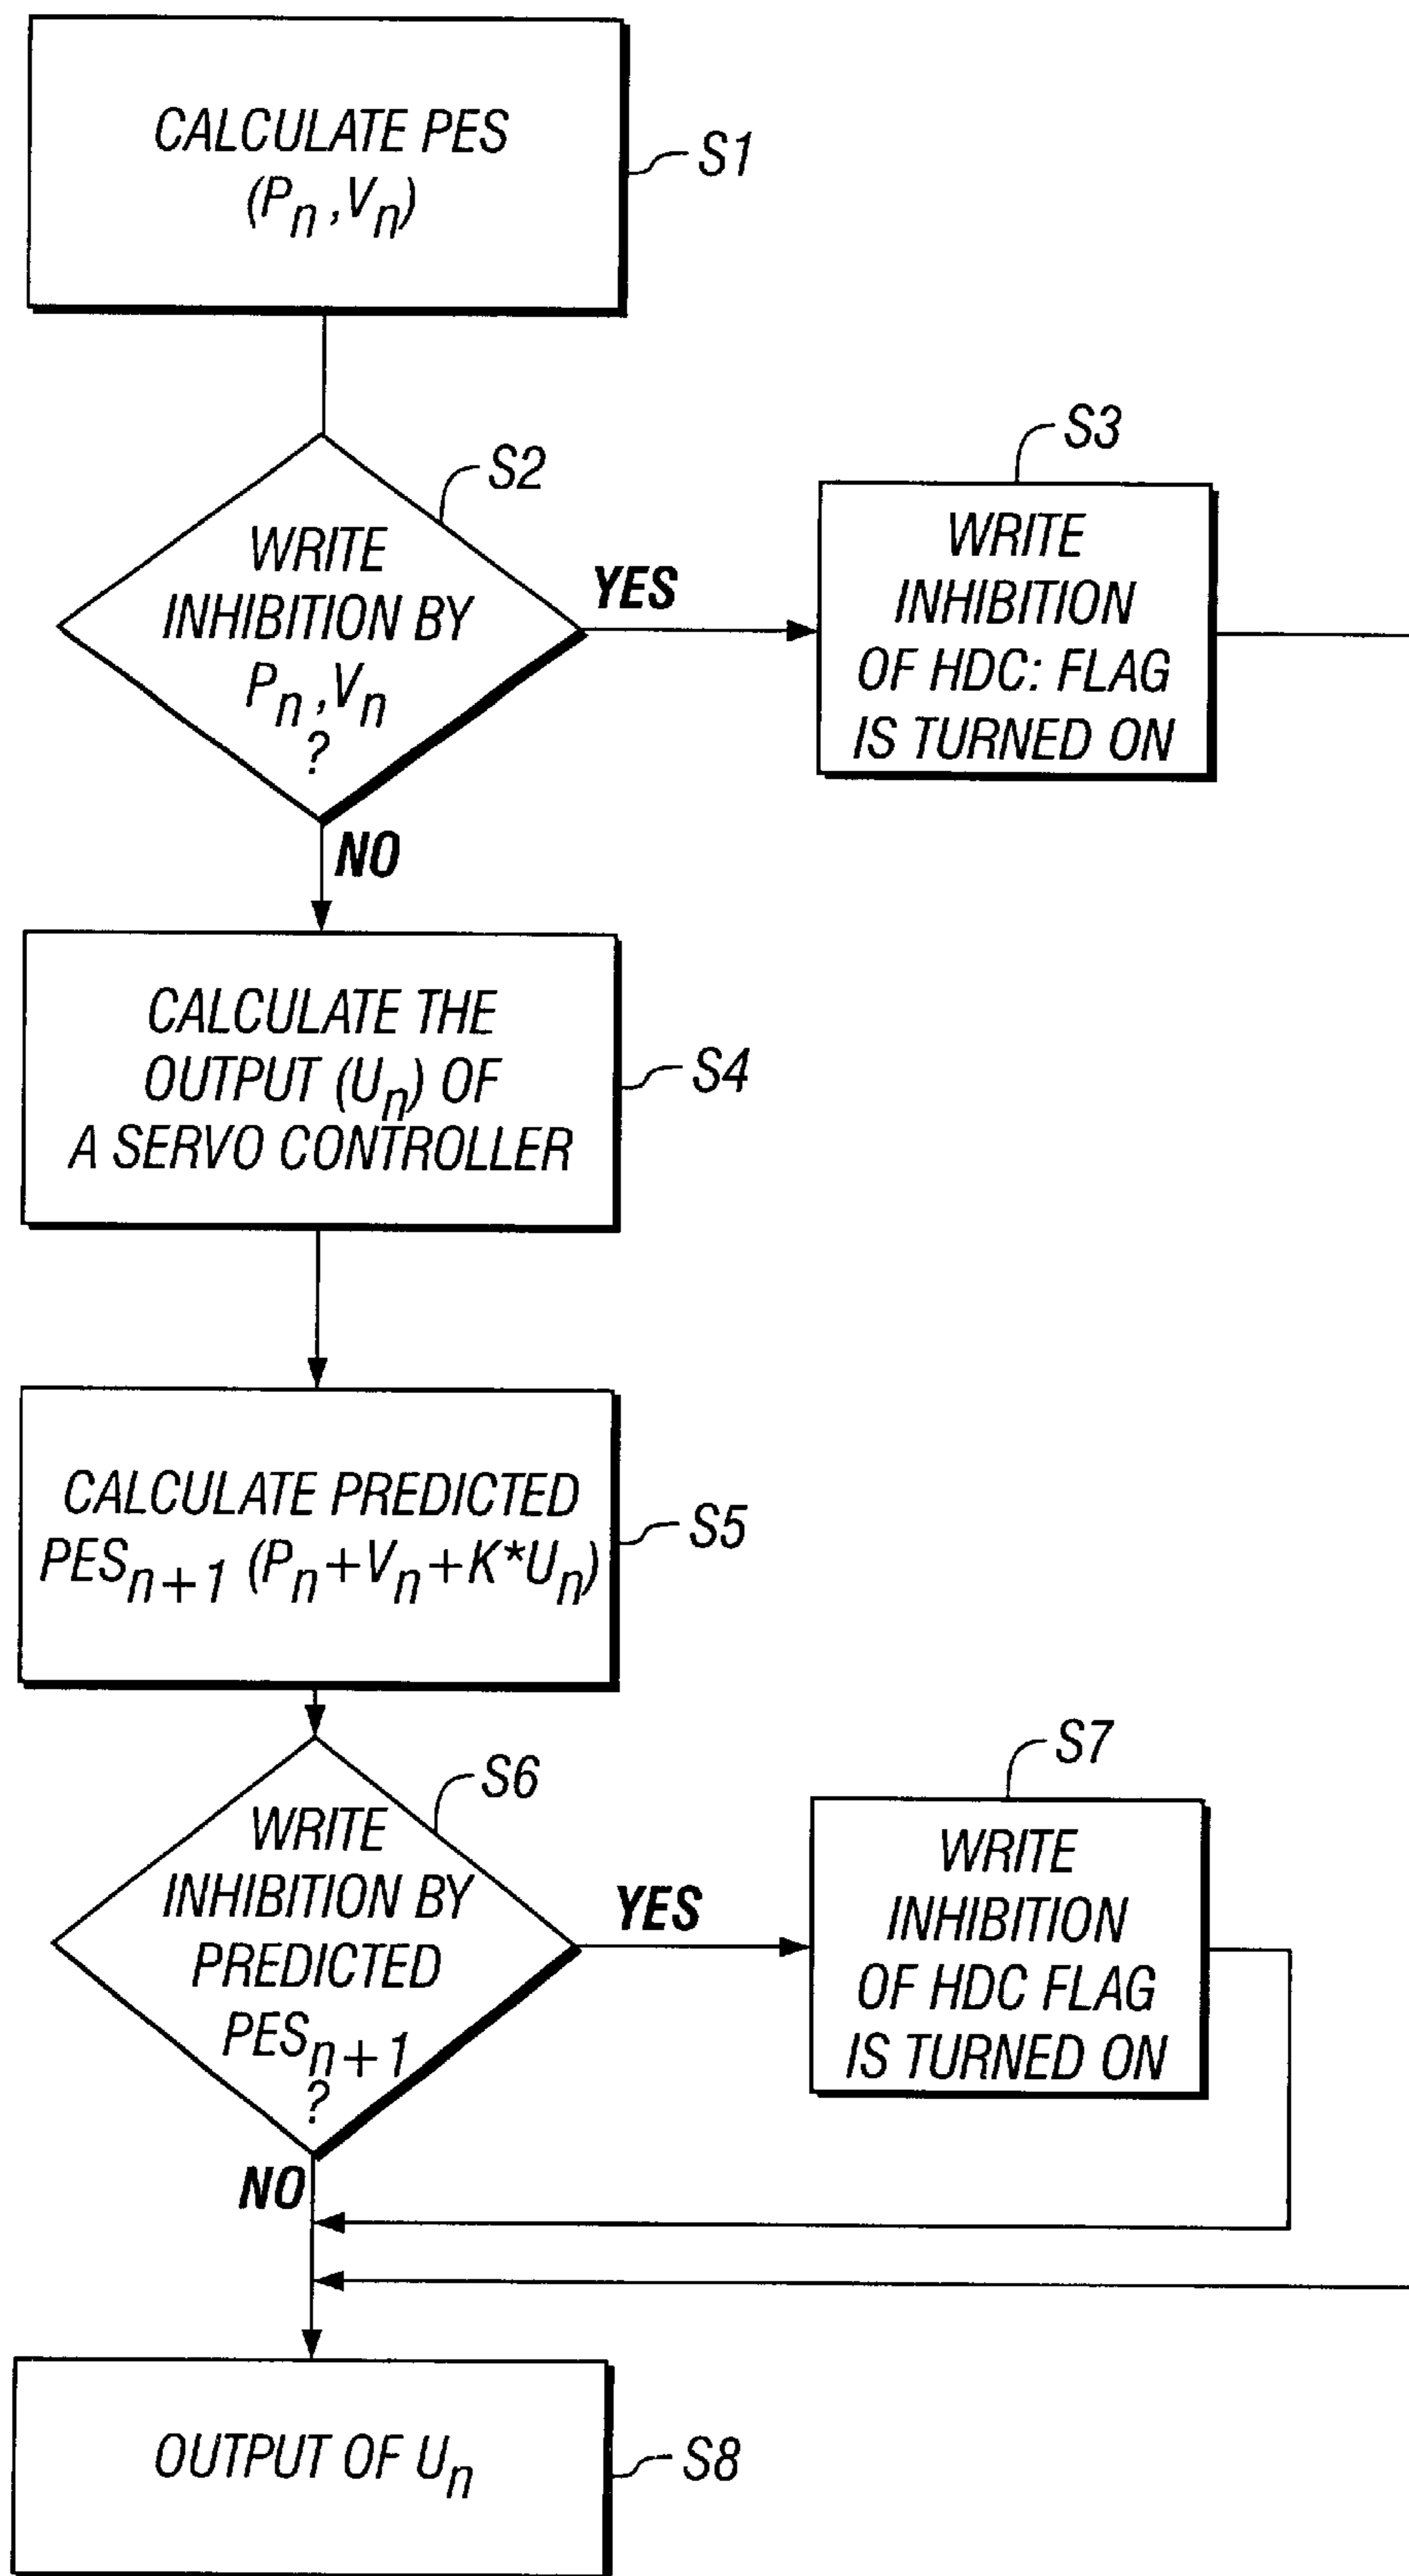 CALCULATE PES
(Pn,Vn)
S1
S2
WRITE
INHIBITION BY
Pn,Vn
?
YES
S3
WRITE
INHIBITION
OF HDC: FLAG
IS TURNED ON
NO
CALCULATE THE
OUTPUT (Un) OF
A SERVO CONTROLLER
S4
CALCULATE PREDICTED
PESn+1 (Pn+Vn+K*Un)
S5
S6
WRITE
INHIBITION BY
PREDICTED
PESn+1
?
YES
S7
WRITE
INHIBITION
OF HDC FLAG
IS TURNED ON
NO
OUTPUT OF Un
S8